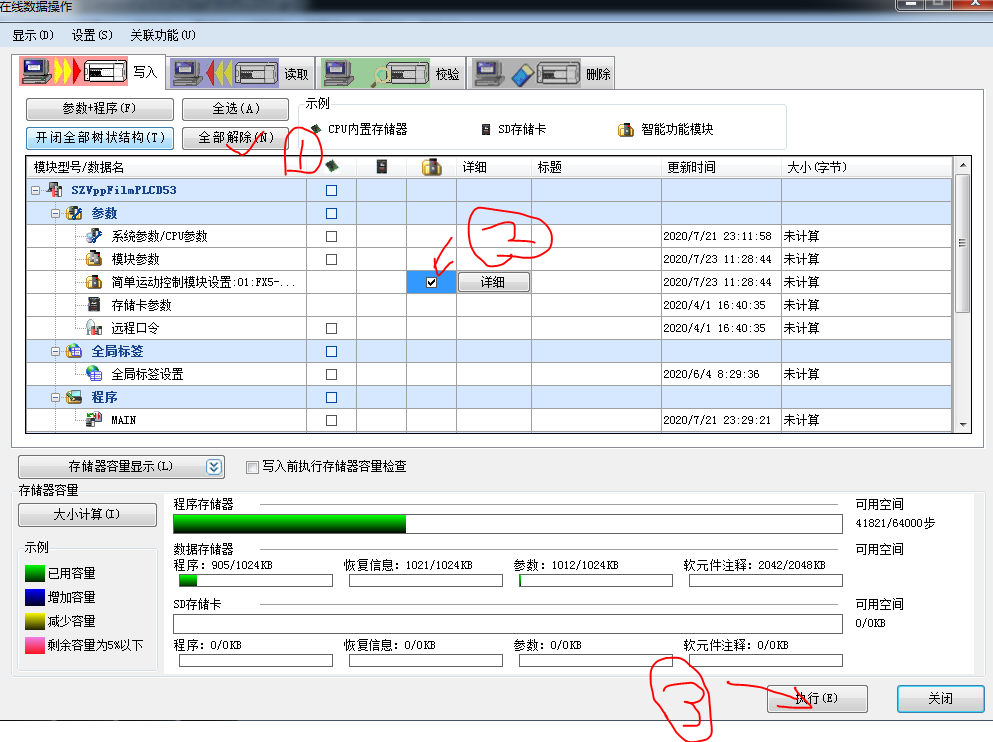 在线数据操作
显示(D) 设置(S) 关联功能(U)
写入 读取 校验 删除
参数+程序(F) 全选(A)
开闭全部树状结构(T) 全部解除(N)
示例
CPU内置存储器 SD存储卡 智能功能模块
1
模块型号/数据名 详细 标题 更新时间 大小(字节)
SZVppFilmPLCD53
参数
系统参数/CPU参数 2020/7/21 23:11:58 未计算
2
模块参数 2020/7/23 11:28:44 未计算
简单运动控制模块设置:01:FX5-... 详细 2020/7/23 11:28:44 未计算
存储卡参数 2020/4/1 16:40:35 未计算
远程口令 2020/4/1 16:40:35 未计算
全局标签
全局标签设置 2020/6/4 8:29:36 未计算
程序
MAIN 2020/7/21 23:29:21 未计算
存储器容量显示(L) 写入前执行存储器容量检查
存储器容量
大小计算(I)
示例
已用容量
增加容量
减少容量
剩余容量为5%以下
程序存储器 可用空间
41821/64000步
数据存储器 可用空间
程序: 905/1024KB 恢复信息: 1021/1024KB 参数: 1012/1024KB 软元件注释: 2042/2048KB
SD存储卡 可用空间
0/0KB
程序: 0/0KB 恢复信息: 0/0KB 参数: 0/0KB 软元件注释: 0/0KB
3
执行(E) 关闭